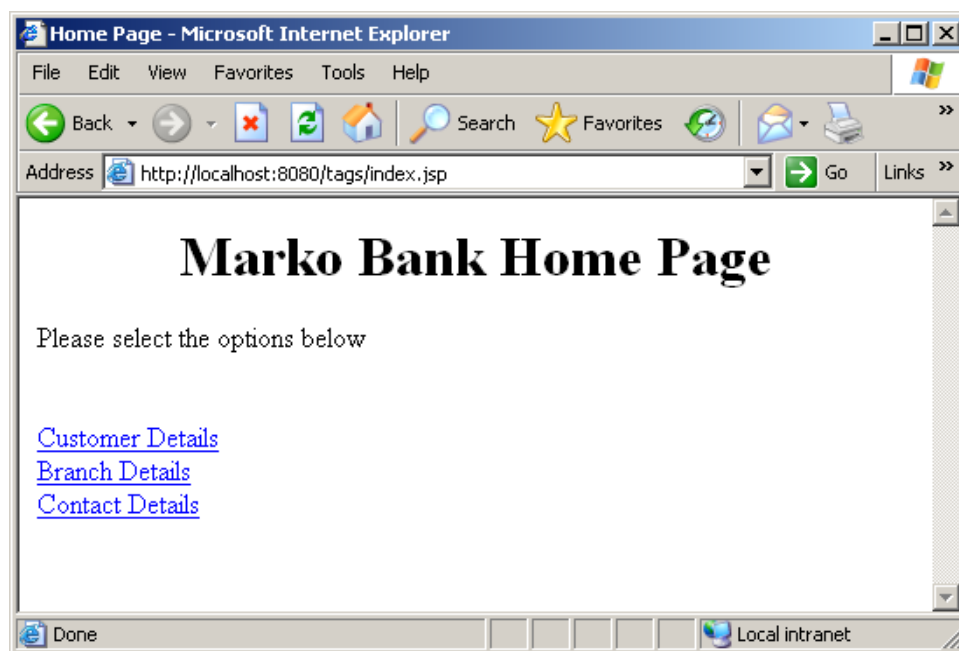 Home Page - Microsoft Internet Explorer
File Edit View Favorites Tools Help
Back Search Favorites »
Address http://localhost:8080/tags/index.jsp Go Links »
Marko Bank Home Page
Please select the options below
Customer Details
Branch Details
Contact Details
Done Local intranet